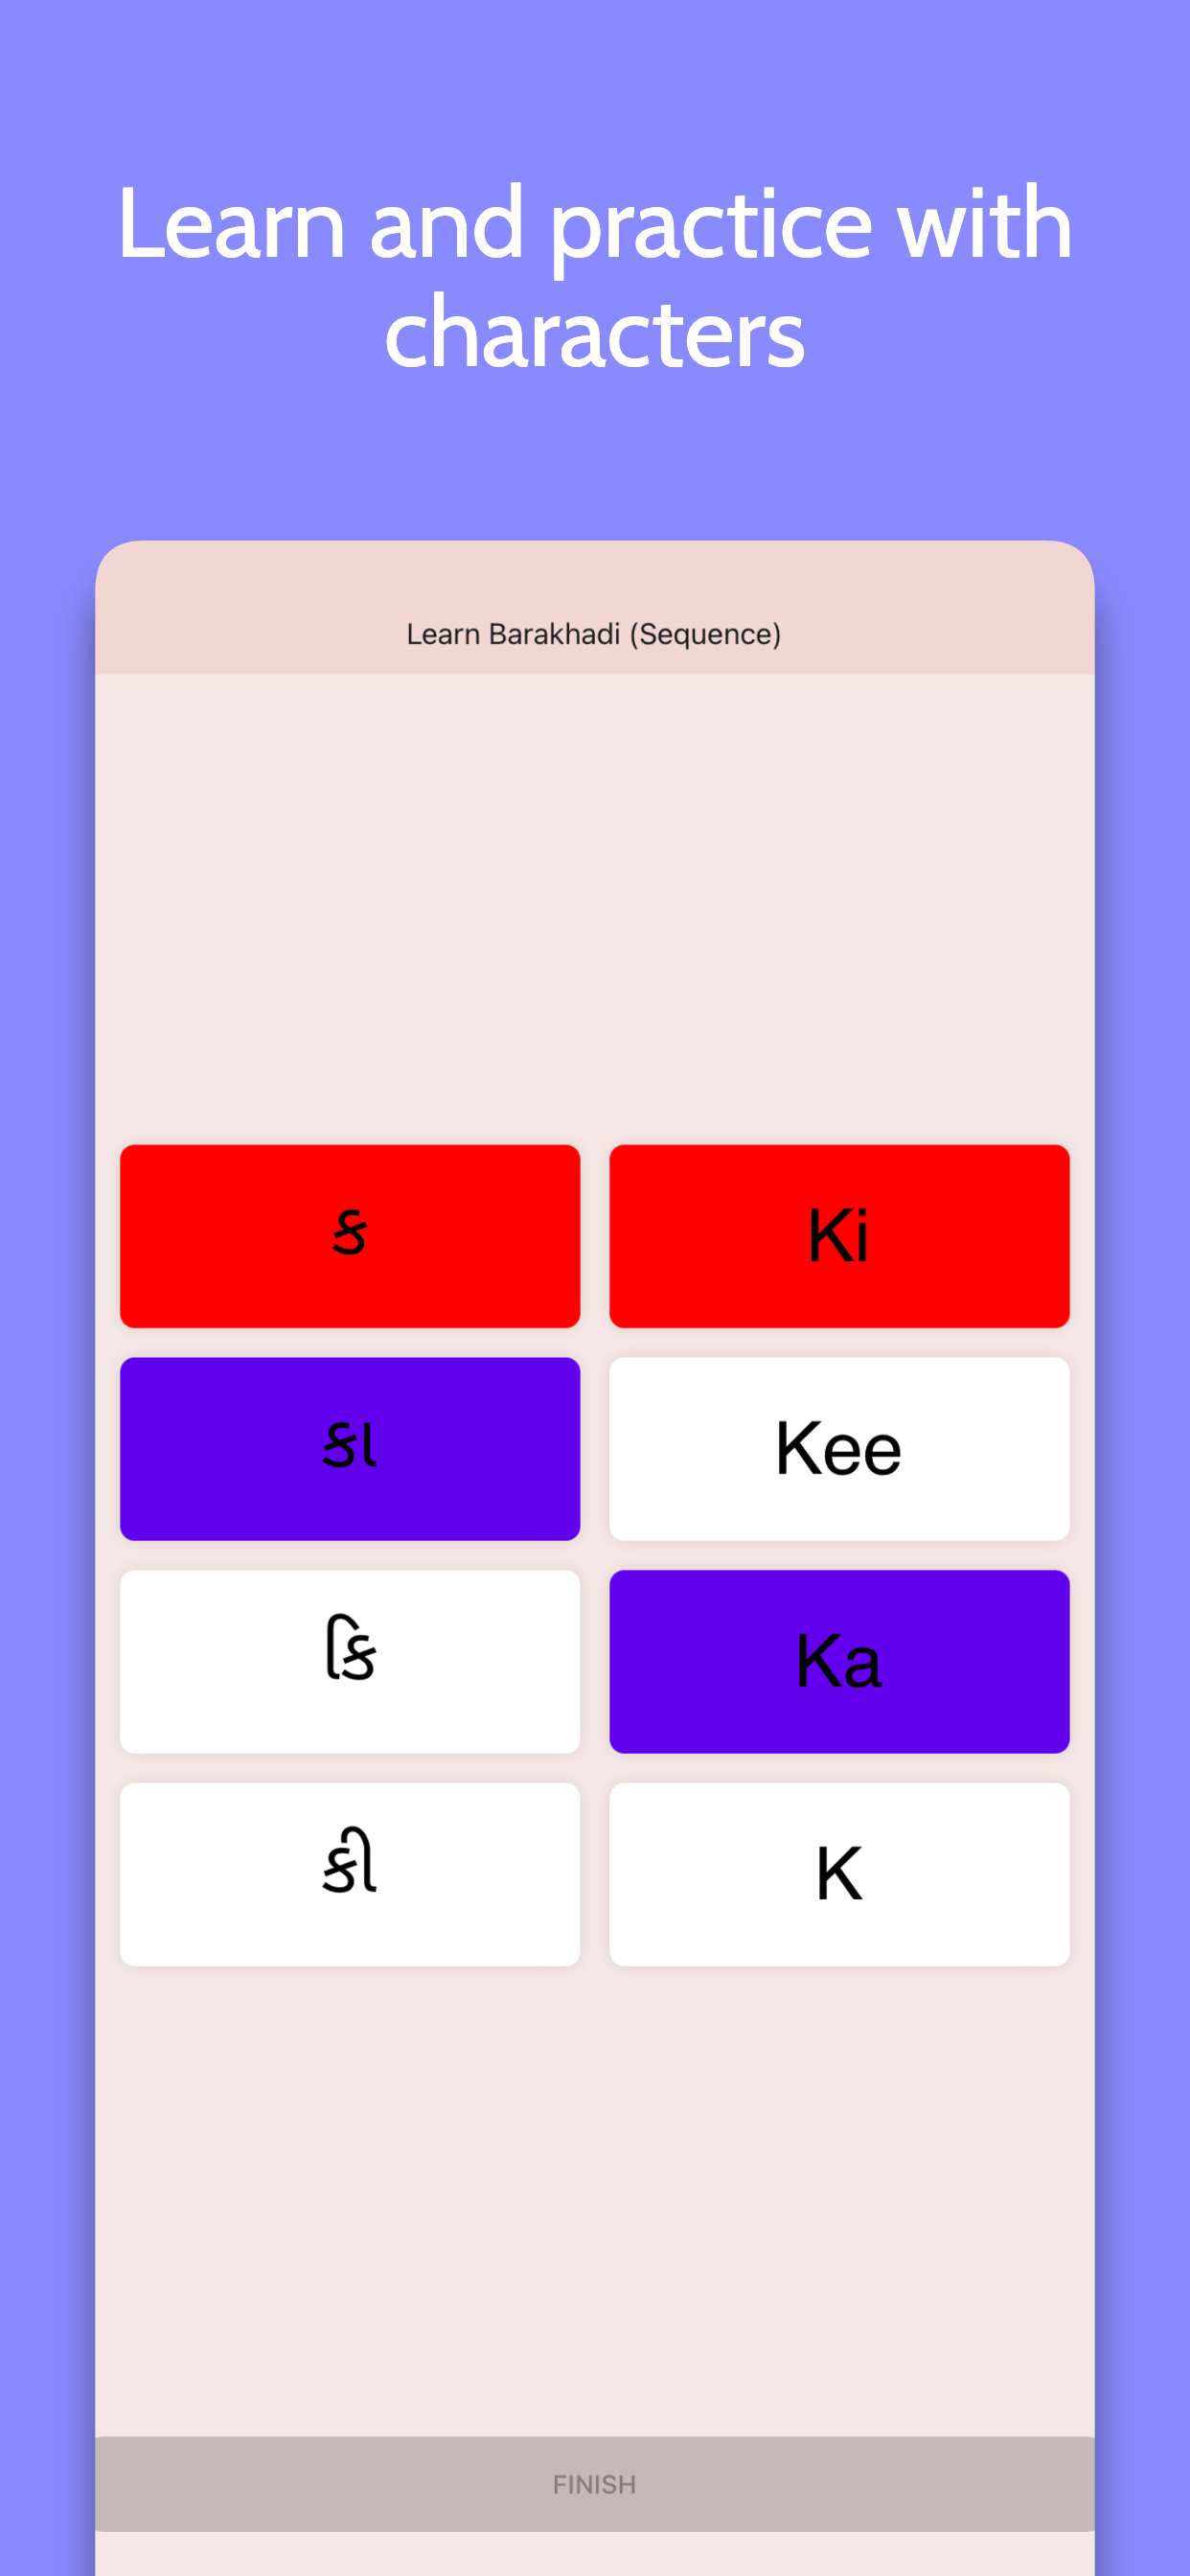 Learn and practice with
characters
Learn Barakhadi (Sequence)
ક
Ki
કા
Kee
કિ
Ka
કી
K
FINISH